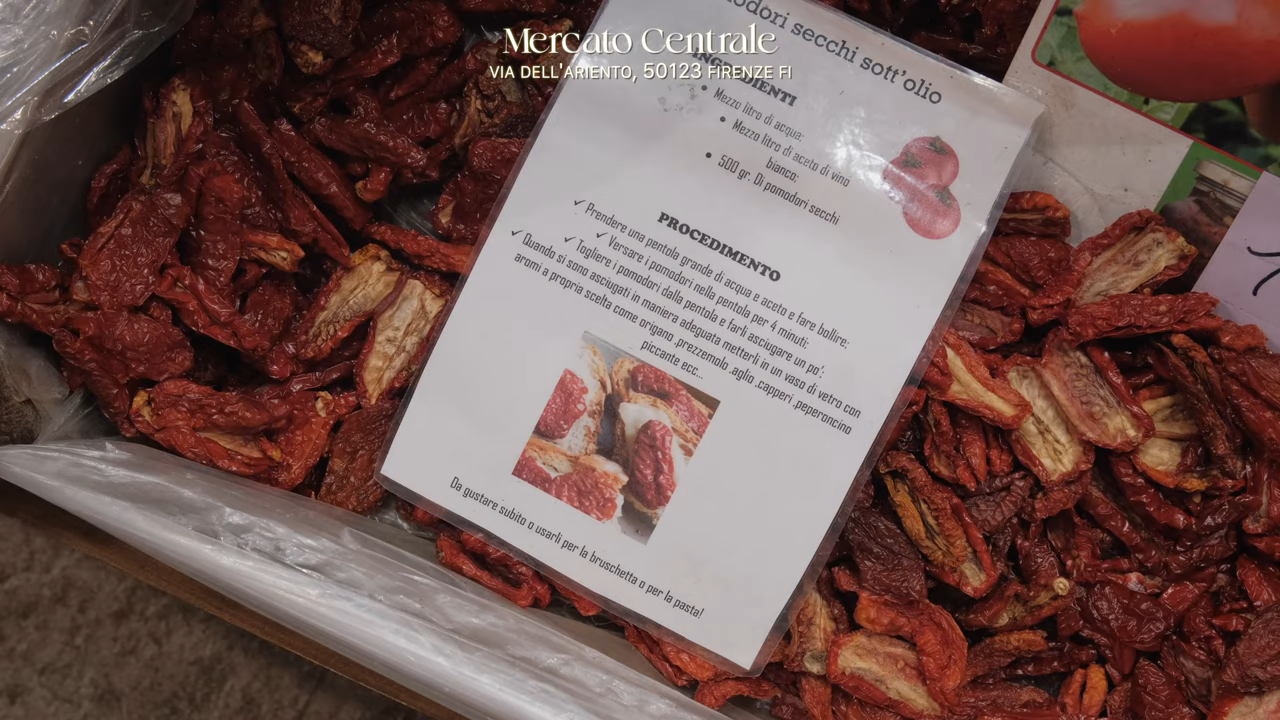 Mercato Centrale
VIA DELL'ARIENTO, 50123 FIRENZE FI
secchi sott'olio
INGREDIENTI
• Mezzo litro di acqua:
• Mezzo litro di aceto di vino
bianco:
• 500 gr. Di pomodori secchi
PROCEDIMENTO
✓ Prendere una pentola grande di acqua e aceto e fare bollire:
✓ Versare i pomodori nella pentola per 4 minuti:
✓ Togliere i pomodori dalla pentola e farli asciugare un po':
✓ Quando si sono asciugati in maniera adeguata metterli in un vaso di vetro con
aromi a propria scelta come origano ,prezzemolo ,aglio ,capperi ,peperoncino
piccante ecc...
Da gustare subito o usarli per la bruschetta o per la pasta!